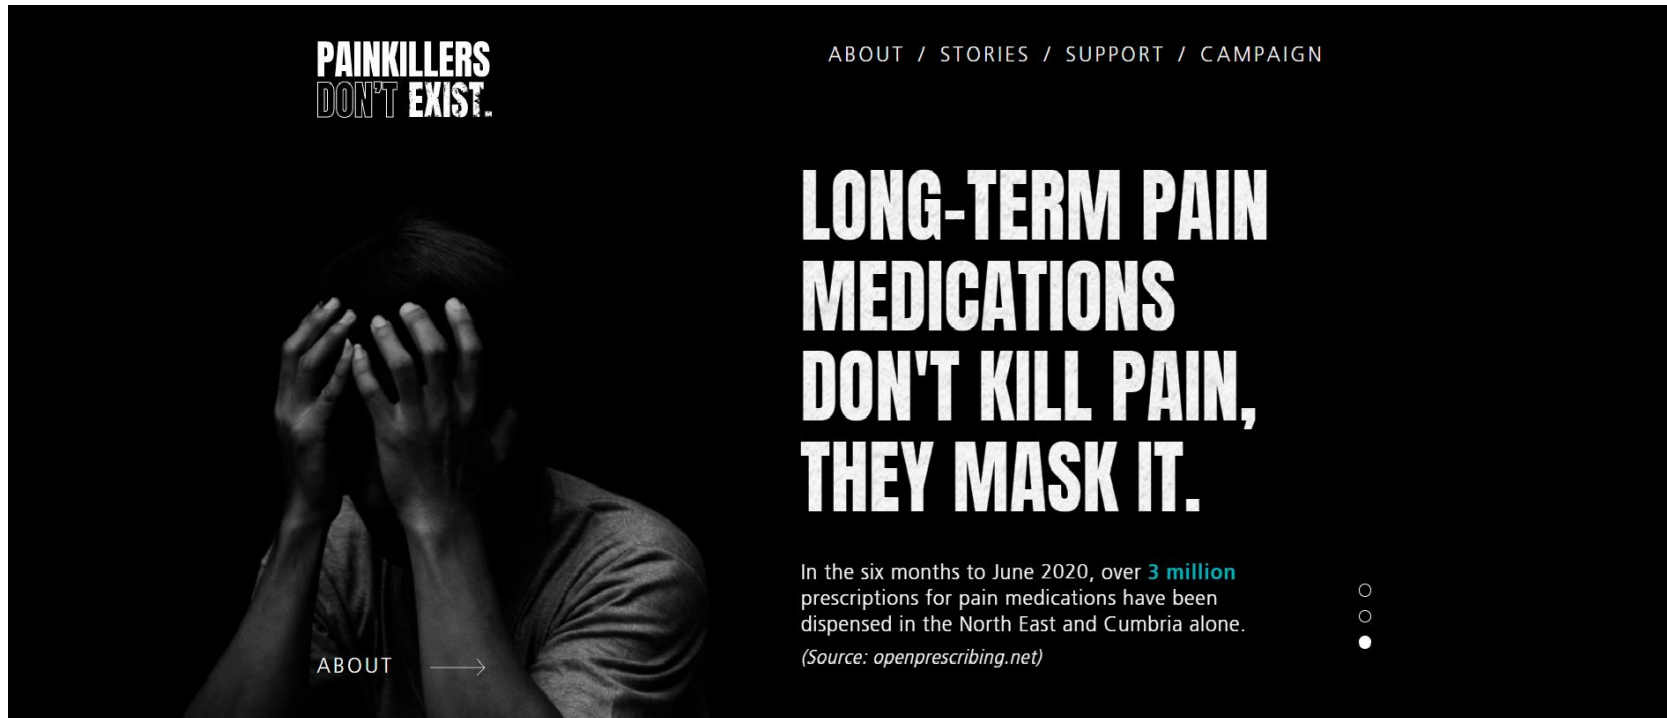 PAINKILLERS
DON'T EXIST.
ABOUT / STORIES / SUPPORT / CAMPAIGN
LONG-TERM PAIN
MEDICATIONS
DON'T KILL PAIN,
THEY MASK IT.
In the six months to June 2020, over 3 million
prescriptions for pain medications have been
dispensed in the North East and Cumbria alone.
(Source: openprescribing.net)
ABOUT